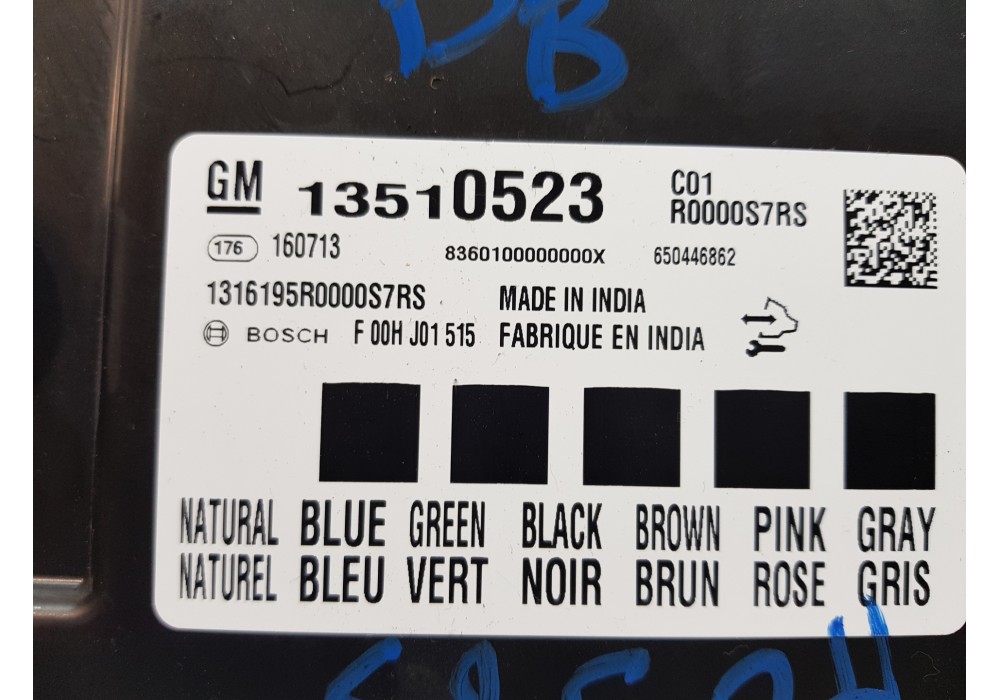 DB
GM 13510523 C01
R0000S7RS
176 160713 8360100000000X 650446862
1316195R0000S7RS MADE IN INDIA
BOSCH F 00H J01 515 FABRIQUE EN INDIA
NATURAL BLUE GREEN BLACK BROWN PINK GRAY
NATUREL BLEU VERT NOIR BRUN ROSE GRIS